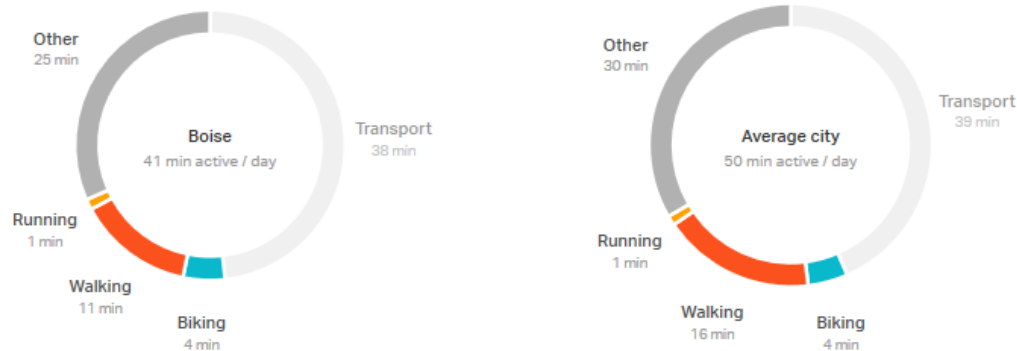 Other
25 min
Boise
41 min active / day
Transport
38 min
Running
1 min
Walking
11 min
Biking
4 min
Other
30 min
Average city
50 min active / day
Transport
39 min
Running
1 min
Walking
16 min
Biking
4 min